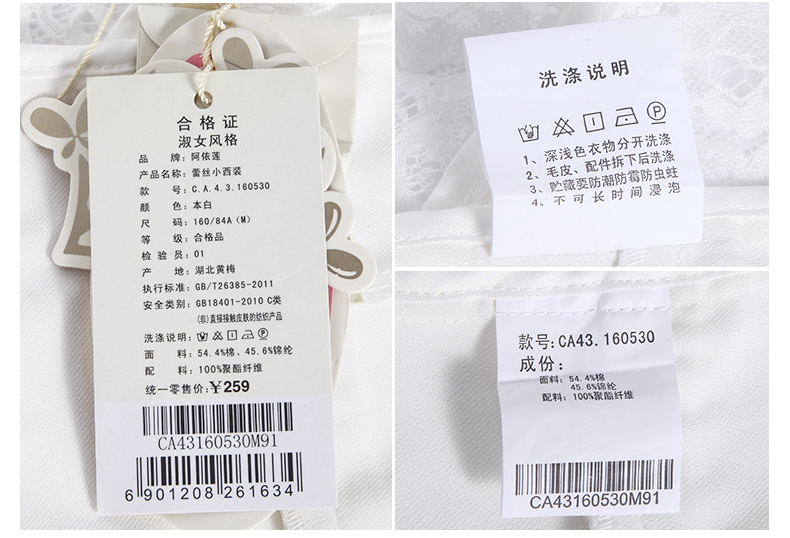 合格证
淑女风格
品 牌：阿依莲
产品名称：蕾丝小西装
款 号：C.A.4.3.160530
颜 色：本白
尺 码：160/84A（M）
等 级：合格品
检 验 员：01
产 地：湖北黄梅
执行标准：GB/T26385-2011
安全类别：GB18401-2010 C类
（非）直接接触皮肤的纺织产品
洗涤说明：
面 料：54.4%棉、45.6%锦纶
配 料：100%聚酯纤维
统一零售价：￥259
CA43160530M91
6 901208 261634
洗涤说明
P
1、深浅色衣物分开洗涤
2、毛皮、配件拆下后洗涤
3、贮藏要防潮防霉防虫蛀
4、不可长时间浸泡
款号：CA43.160530
成份：
面料：54.4%棉
45.6%锦纶
配料：100%聚酯纤维
CA43160530M91